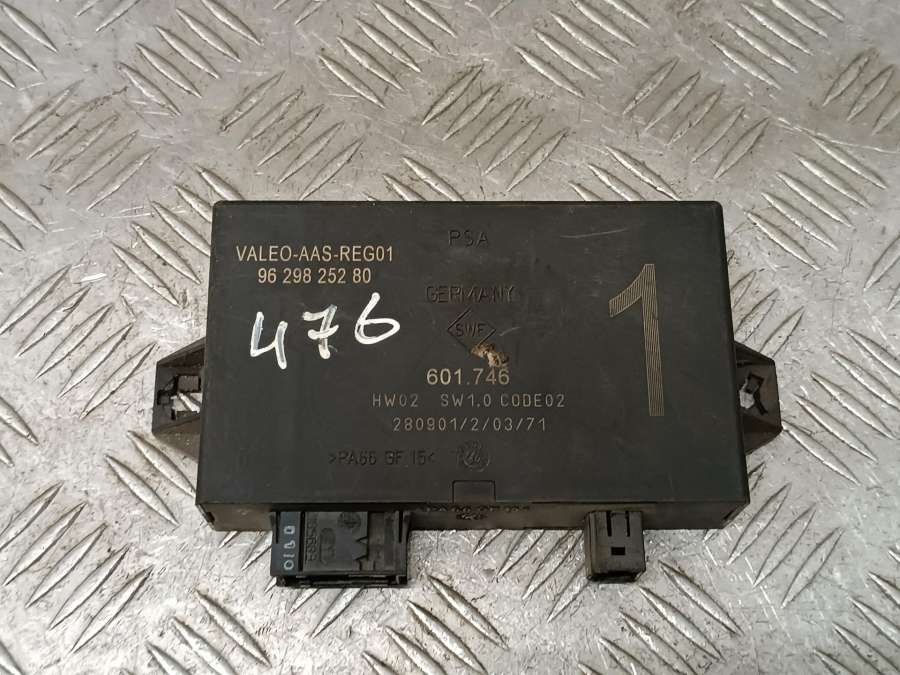 VALEO-AAS-REG01
96 298 252 80
PSA
1
476
GERMANY
SWF
601.746
HW02 SW1.0 CODE02
280901/2/03/71
>PA66 GF 15<